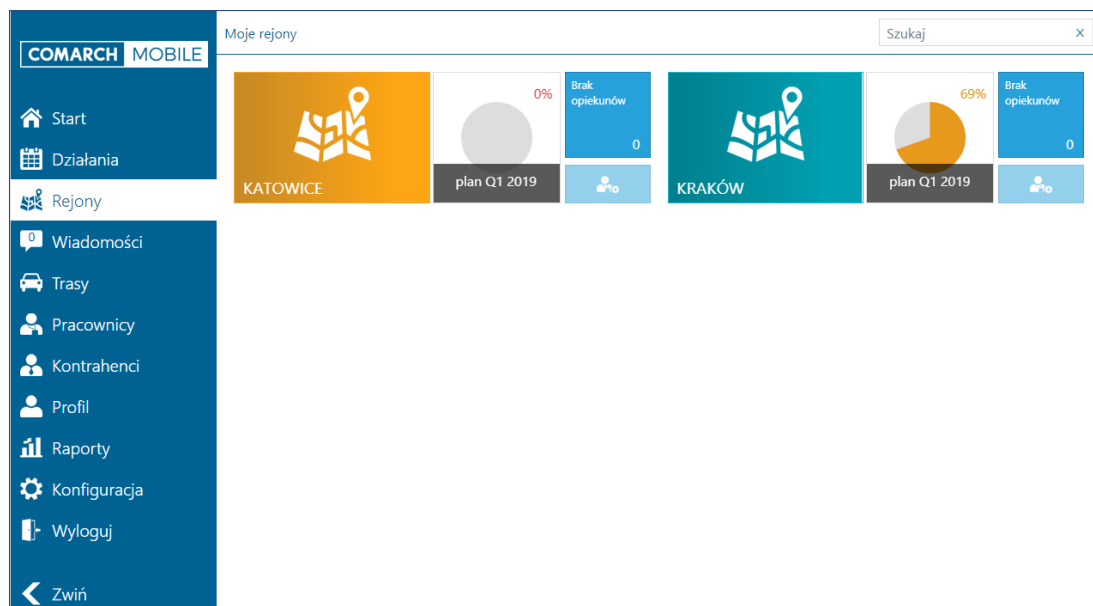 COMARCH MOBILE
Start
Działania
Rejony
0
Wiadomości
Trasy
Pracownicy
Kontrahenci
Profil
Raporty
Konfiguracja
Wyloguj
Zwiń
Moje rejony
Szukaj
x
KATOWICE
0%
plan Q1 2019
Brak
opiekunów
0
KRAKÓW
69%
plan Q1 2019
Brak
opiekunów
0